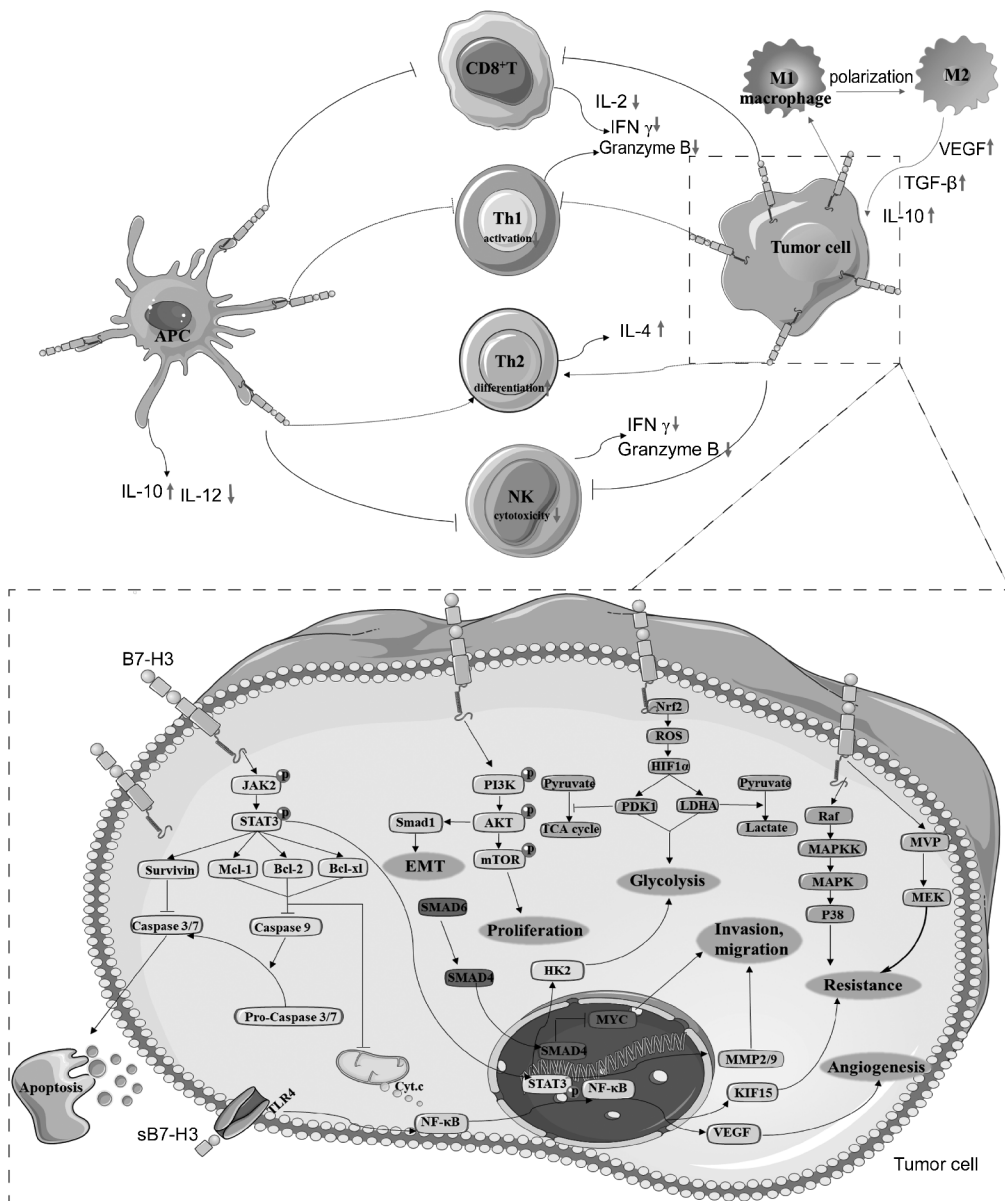 CD8⁺T
IL-2
IFN γ
Granzyme B
M1
macrophage
polarization
M2
VEGF
TGF-β
IL-10
Th1
activation
Tumor cell
APC
Th2
differentiation
IL-4
IFN γ
Granzyme B
NK
cytotoxicity
IL-10
IL-12
B7-H3
JAK2
p
STAT3
p
Survivin
Mcl-1
Bcl-2
Bcl-xl
Caspase 3/7
Caspase 9
Pro-Caspase 3/7
Cyt.c
Apoptosis
TLR4
sB7-H3
NF-κB
PI3K
p
AKT
p
mTOR
p
Smad1
EMT
Proliferation
SMAD6
SMAD4
Nrf2
ROS
HIF1α
PDK1
LDHA
Pyruvate
TCA cycle
Pyruvate
Lactate
Glycolysis
HK2
Raf
MAPKK
MAPK
P38
MVP
MEK
Invasion,
migration
Resistance
MYC
SMAD4
STAT3
p
NF-κB
MMP2/9
KIF15
VEGF
Angiogenesis
Tumor cell